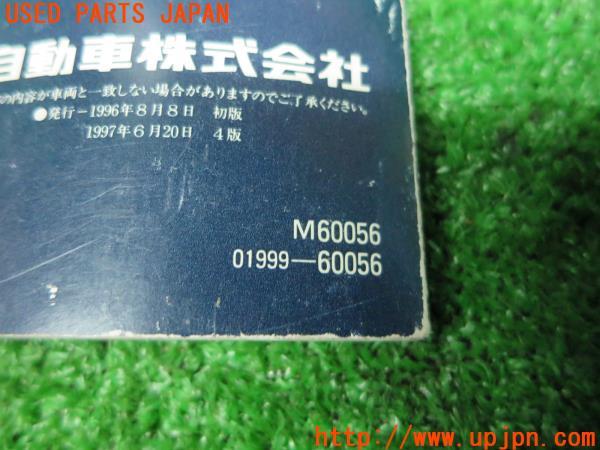 USED PARTS JAPAN
自動車株式会社
の内容が車両と一致しない場合がありますのでご了承ください。
●発行－1996年8月8日 初版
1997年6月20日 4版
M60056
01999－60056
http://www.upjpn.com